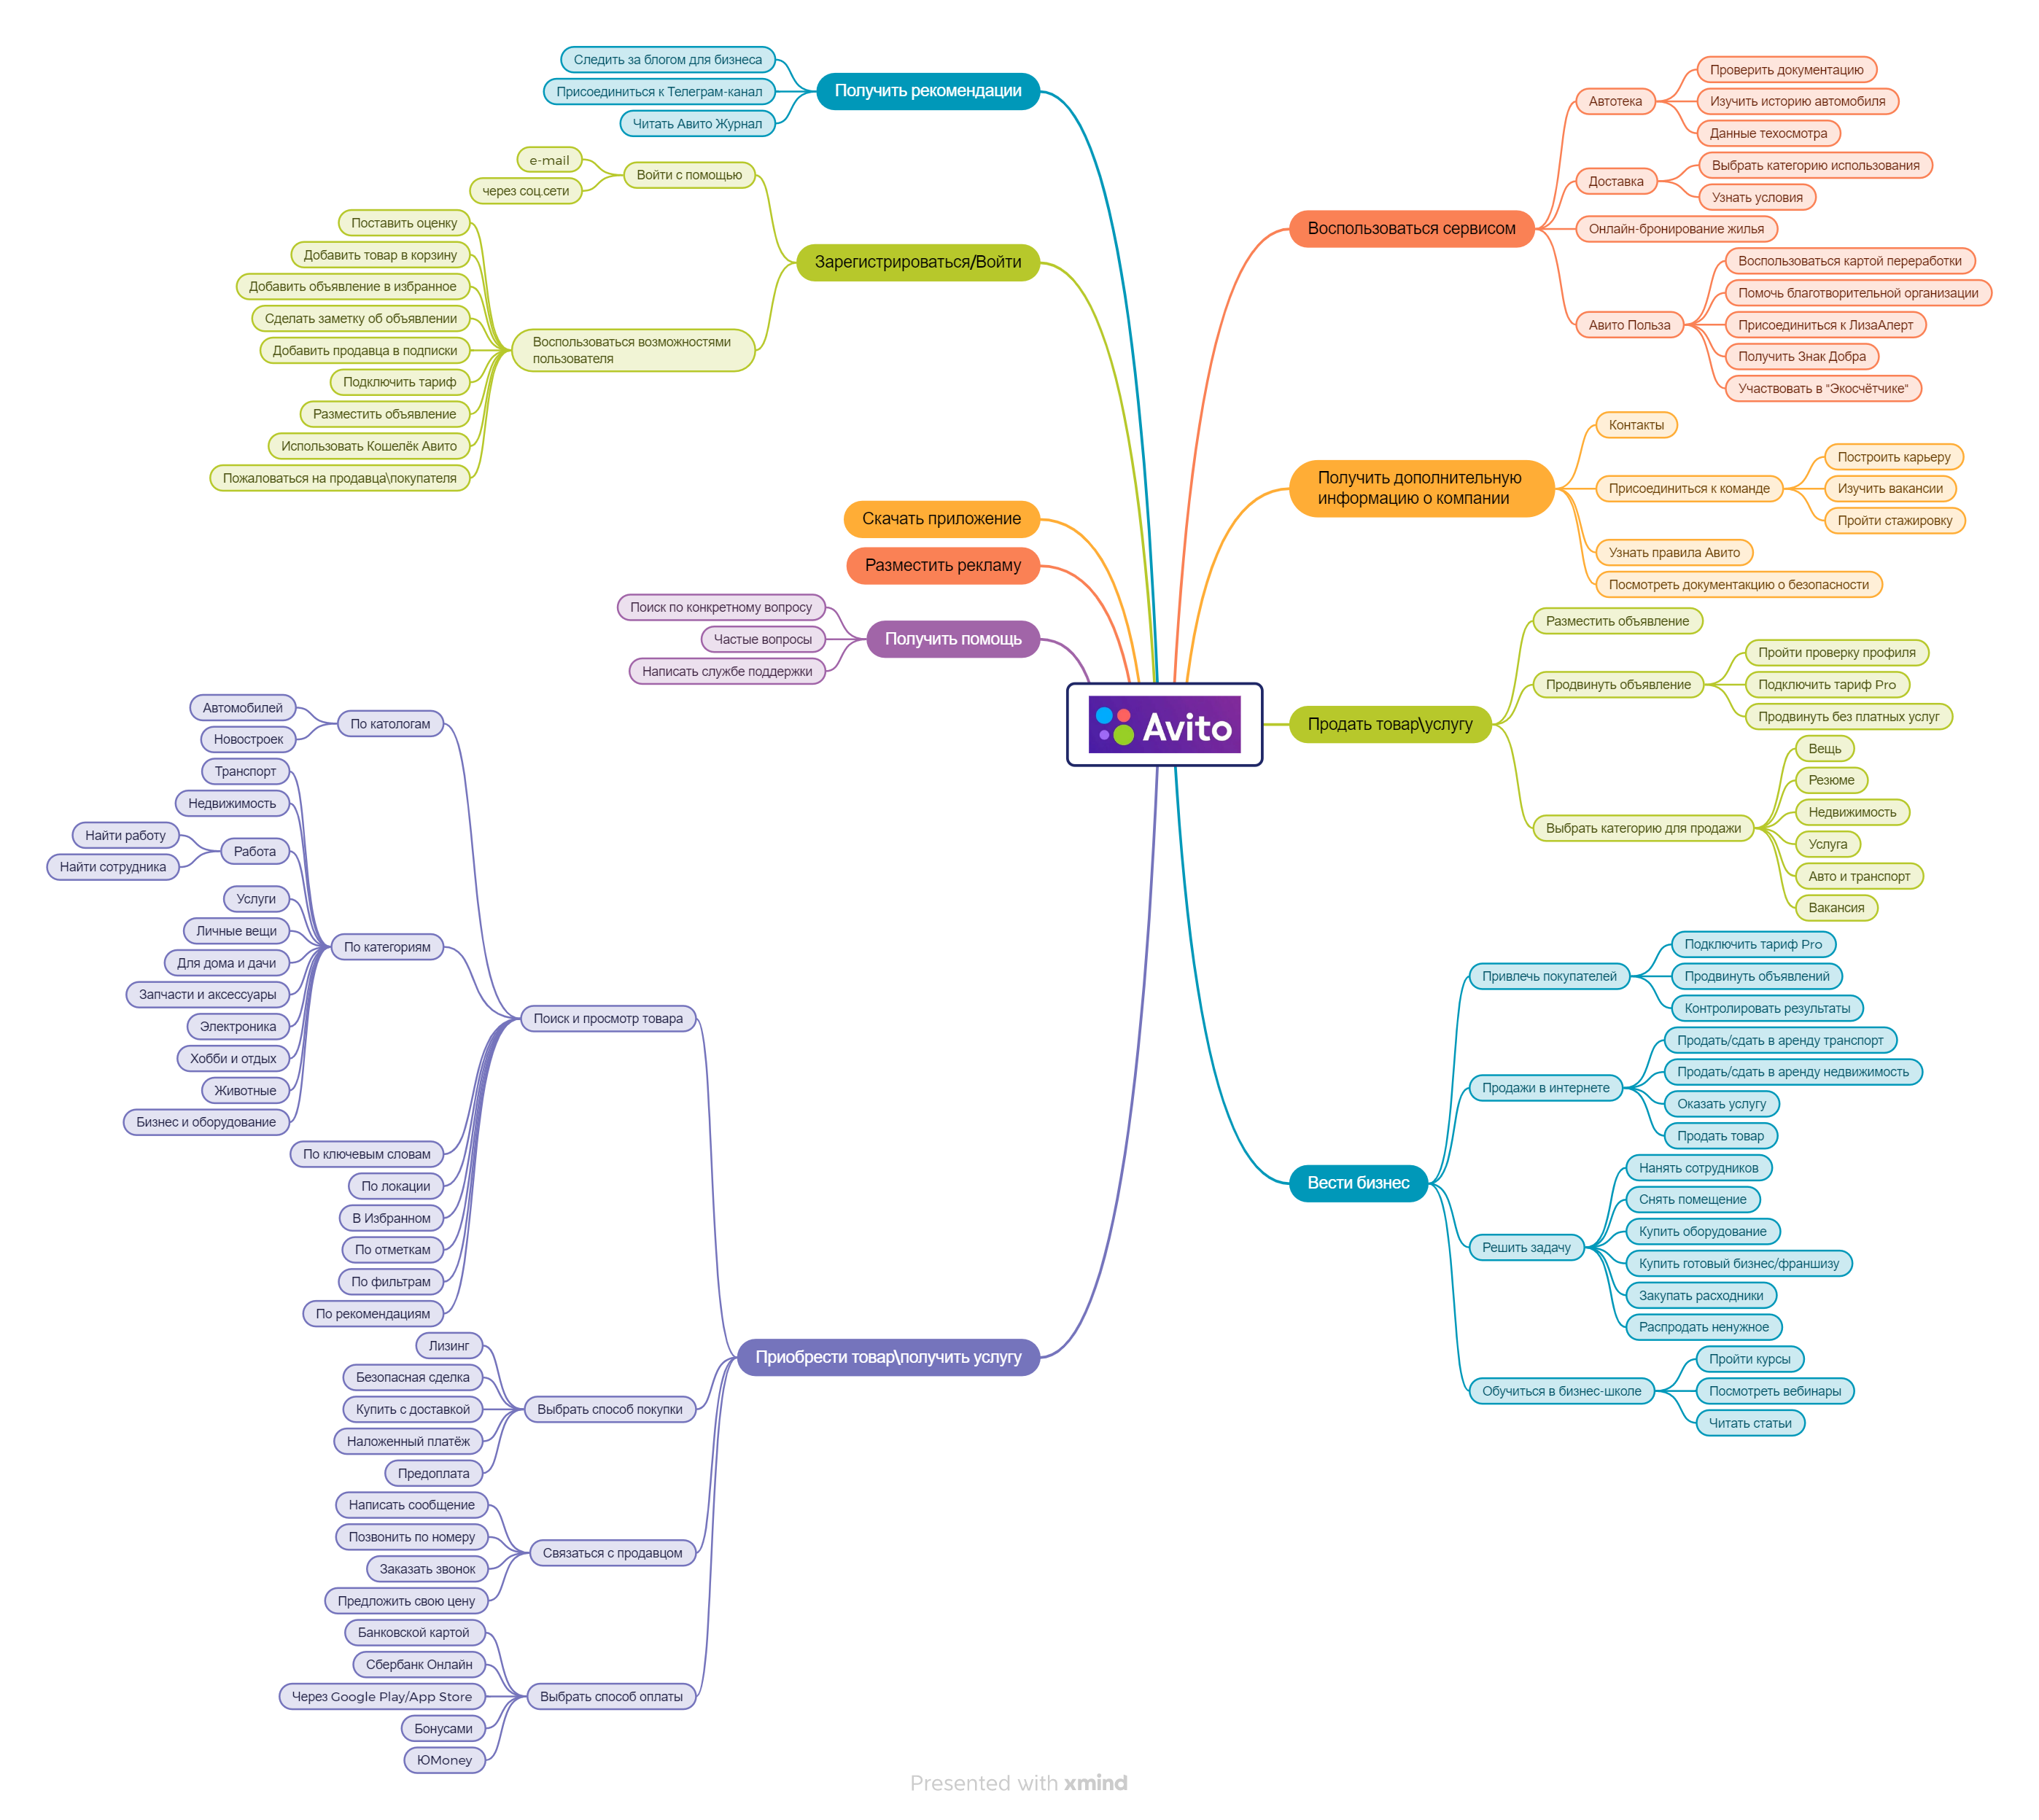 Получить рекомендации
Следить за блогом для бизнеса
Присоединиться к Телеграм-канал
Читать Авито Журнал
Зарегистрироваться/Войти
Войти с помощью
e-mail
через соц.сети
Воспользоваться возможностями
пользователя
Поставить оценку
Добавить товар в корзину
Добавить объявление в избранное
Сделать заметку об объявлении
Добавить продавца в подписки
Подключить тариф
Разместить объявление
Использовать Кошелёк Авито
Пожаловаться на продавца\покупателя
Скачать приложение
Разместить рекламу
Получить помощь
Поиск по конкретному вопросу
Частые вопросы
Написать службе поддержки
Avito
Приобрести товар\получить услугу
Поиск и просмотр товара
По катологам
Автомобилей
Новостроек
По категориям
Транспорт
Недвижимость
Работа
Найти работу
Найти сотрудника
Услуги
Личные вещи
Для дома и дачи
Запчасти и аксессуары
Электроника
Хобби и отдых
Животные
Бизнес и оборудование
По ключевым словам
По локации
В Избранном
По отметкам
По фильтрам
По рекомендациям
Выбрать способ покупки
Лизинг
Безопасная сделка
Купить с доставкой
Наложенный платёж
Предоплата
Связаться с продавцом
Написать сообщение
Позвонить по номеру
Заказать звонок
Предложить свою цену
Выбрать способ оплаты
Банковской картой
Сбербанк Онлайн
Через Google Play/App Store
Бонусами
ЮMoney
Воспользоваться сервисом
Автотека
Проверить документацию
Изучить историю автомобиля
Данные техосмотра
Доставка
Выбрать категорию использования
Узнать условия
Онлайн-бронирование жилья
Авито Польза
Воспользоваться картой переработки
Помочь благотворительной организации
Присоединиться к ЛизаАлерт
Получить Знак Добра
Участвовать в "Экосчётчике"
Получить дополнительную
информацию о компании
Контакты
Присоединиться к команде
Построить карьеру
Изучить вакансии
Пройти стажировку
Узнать правила Авито
Посмотреть документакцию о безопасности
Продать товар\услугу
Разместить объявление
Продвинуть объявление
Пройти проверку профиля
Подключить тариф Pro
Продвинуть без платных услуг
Выбрать категорию для продажи
Вещь
Резюме
Недвижимость
Услуга
Авто и транспорт
Вакансия
Вести бизнес
Привлечь покупателей
Подключить тариф Pro
Продвинуть объявлений
Контролировать результаты
Продажи в интернете
Продать/сдать в аренду транспорт
Продать/сдать в аренду недвижимость
Оказать услугу
Продать товар
Решить задачу
Нанять сотрудников
Снять помещение
Купить оборудование
Купить готовый бизнес/франшизу
Закупать расходники
Распродать ненужное
Обучиться в бизнес-школе
Пройти курсы
Посмотреть вебинары
Читать статьи
Presented with xmind